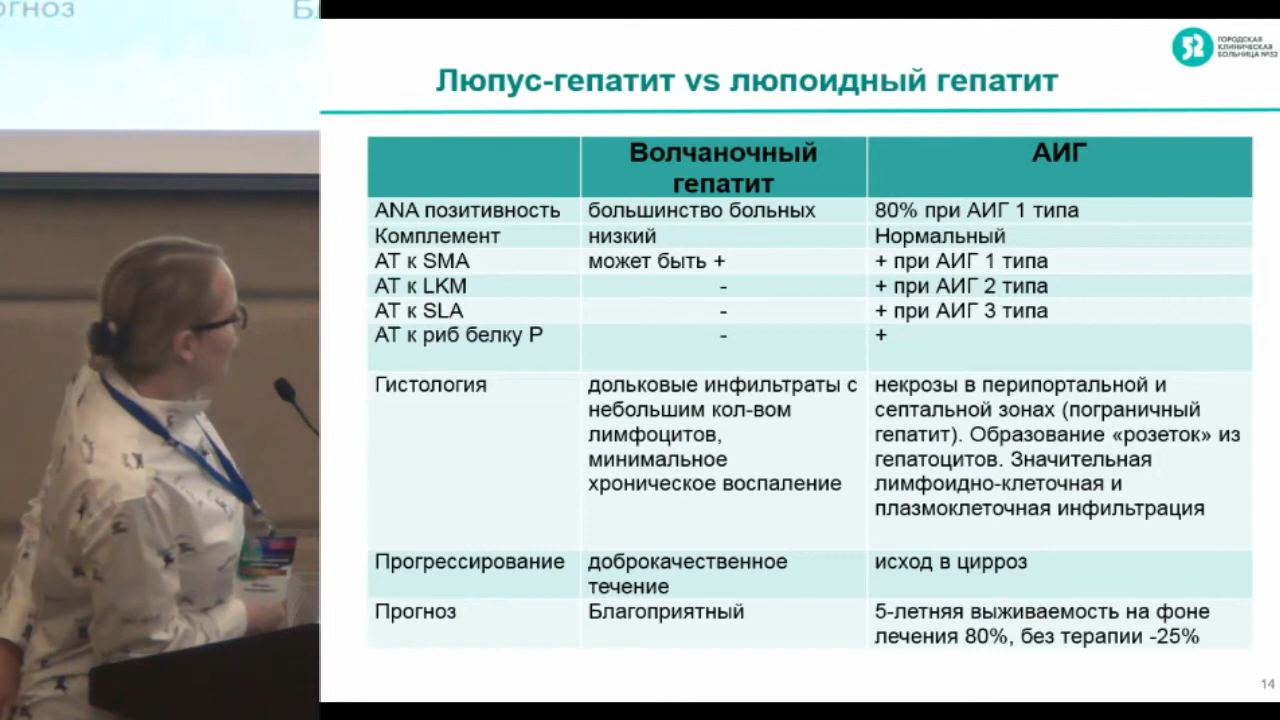 ГОРОДСКАЯ
КЛИНИЧЕСКАЯ
БОЛЬНИЦА №52
52
Люпус-гепатит vs люпоидный гепатит
Волчаночный
гепатит
АИГ
ANA позитивность большинство больных 80% при АИГ 1 типа
Комплемент низкий Нормальный
АТ к SMA может быть + + при АИГ 1 типа
АТ к LKM - + при АИГ 2 типа
АТ к SLA - + при АИГ 3 типа
АТ к риб белку Р - +
Гистология дольковые инфильтраты с некрозы в перипортальной и
небольшим кол-вом септальной зонах (пограничный
лимфоцитов, гепатит). Образование «розеток» из
минимальное гепатоцитов. Значительная
хроническое воспаление лимфоидно-клеточная и
плазмоклеточная инфильтрация
Прогрессирование доброкачественное исход в цирроз
течение
Прогноз Благоприятный 5-летняя выживаемость на фоне
лечения 80%, без терапии -25%
14